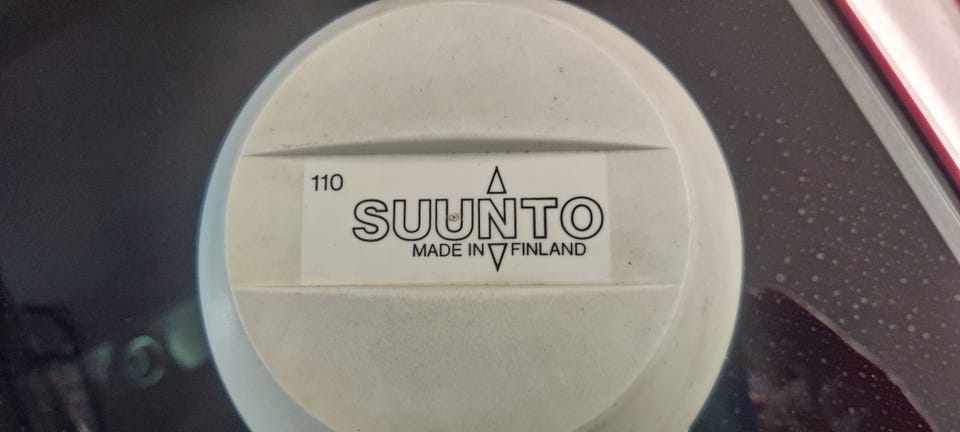 110
SUUNTO
MADE IN FINLAND